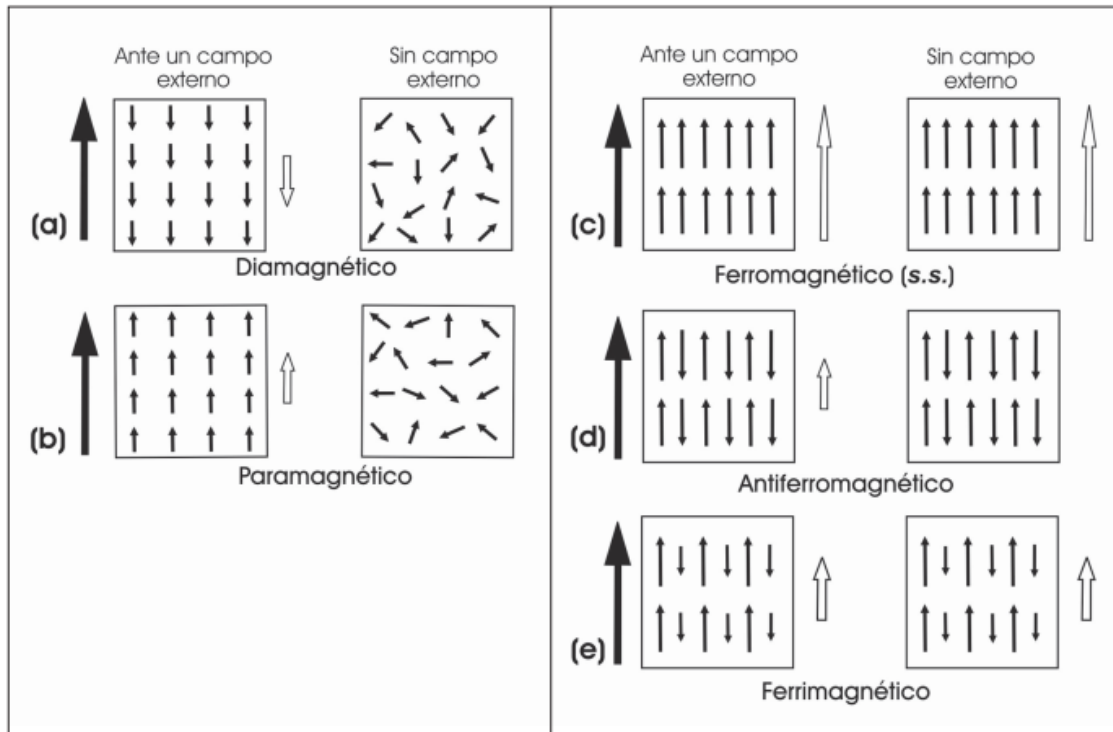 Ante un campo
externo
Sin campo
externo
(a)
Diamagnético
(b)
Paramagnético
Ante un campo
externo
Sin campo
externo
(c)
Ferromagnético (s.s.)
(d)
Antiferromagnético
(e)
Ferrimagnético